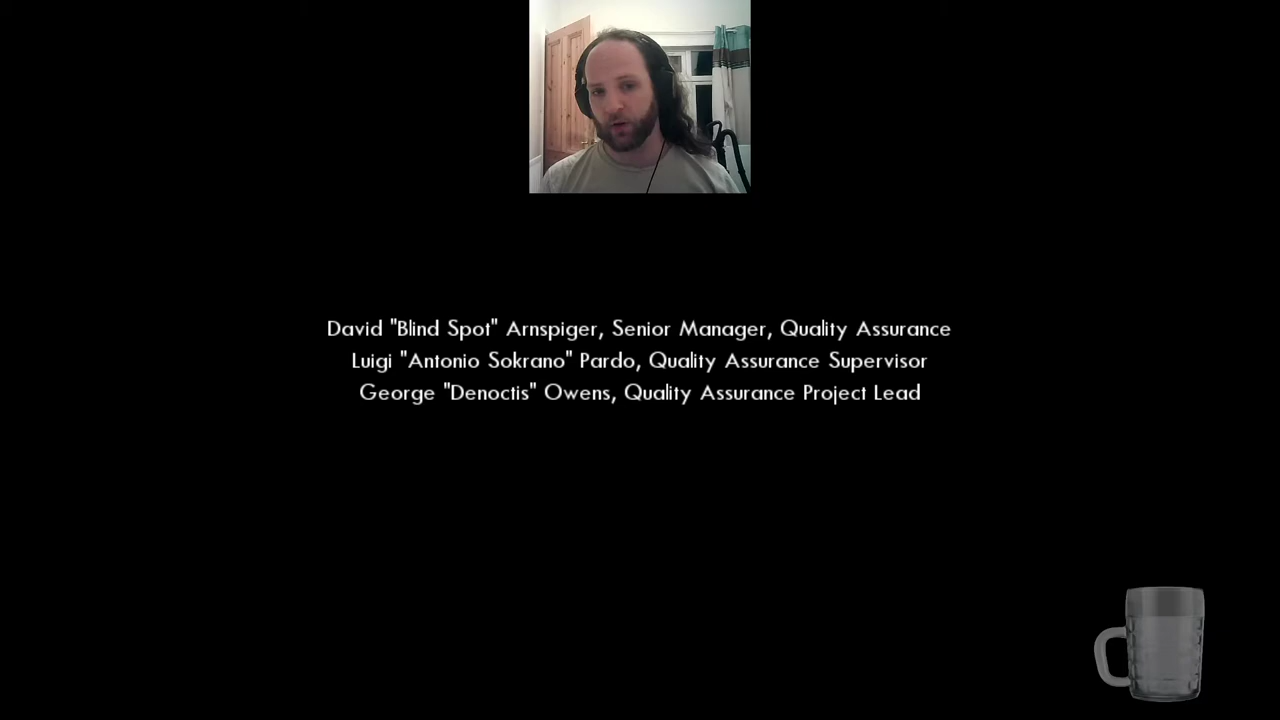 David "Blind Spot" Arnspiger, Senior Manager, Quality Assurance
Luigi "Antonio Sokrano" Pardo, Quality Assurance Supervisor
George "Denoctis" Owens, Quality Assurance Project Lead